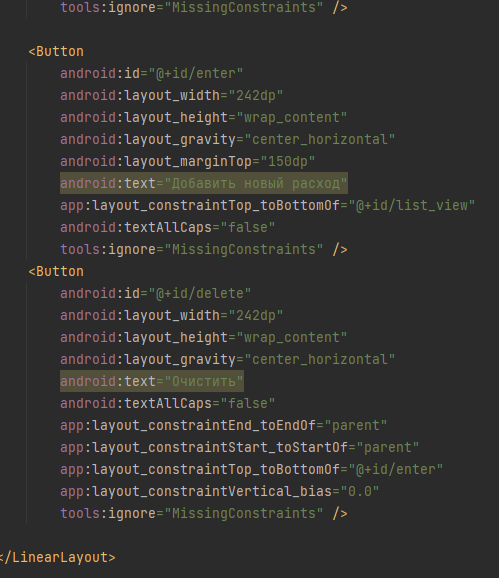 tools:ignore="MissingConstraints" />
<Button
android:id="@+id/enter"
android:layout_width="242dp"
android:layout_height="wrap_content"
android:layout_gravity="center_horizontal"
android:layout_marginTop="150dp"
android:text="Добавить новый расход"
app:layout_constraintTop_toBottomOf="@+id/list_view"
android:textAllCaps="false"
tools:ignore="MissingConstraints" />
<Button
android:id="@+id/delete"
android:layout_width="242dp"
android:layout_height="wrap_content"
android:layout_gravity="center_horizontal"
android:text="Очистить"
android:textAllCaps="false"
app:layout_constraintEnd_toEndOf="parent"
app:layout_constraintStart_toStartOf="parent"
app:layout_constraintTop_toBottomOf="@+id/enter"
app:layout_constraintVertical_bias="0.0"
tools:ignore="MissingConstraints" />
</LinearLayout>